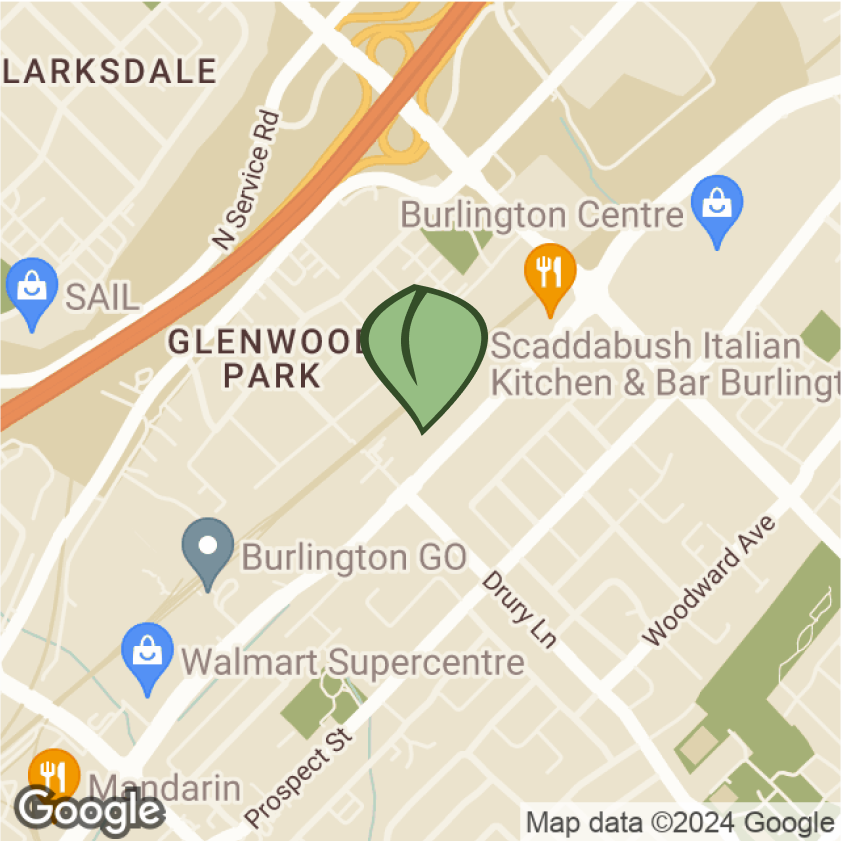 LARKSDALE
N Service Rd
Burlington Centre
SAIL
GLENWOOD
PARK
Scaddabush Italian
Kitchen & Bar Burlingt
Burlington GO
Drury Ln
Woodward Ave
Walmart Supercentre
Prospect St
Mandarin
Google
Map data ©2024 Google